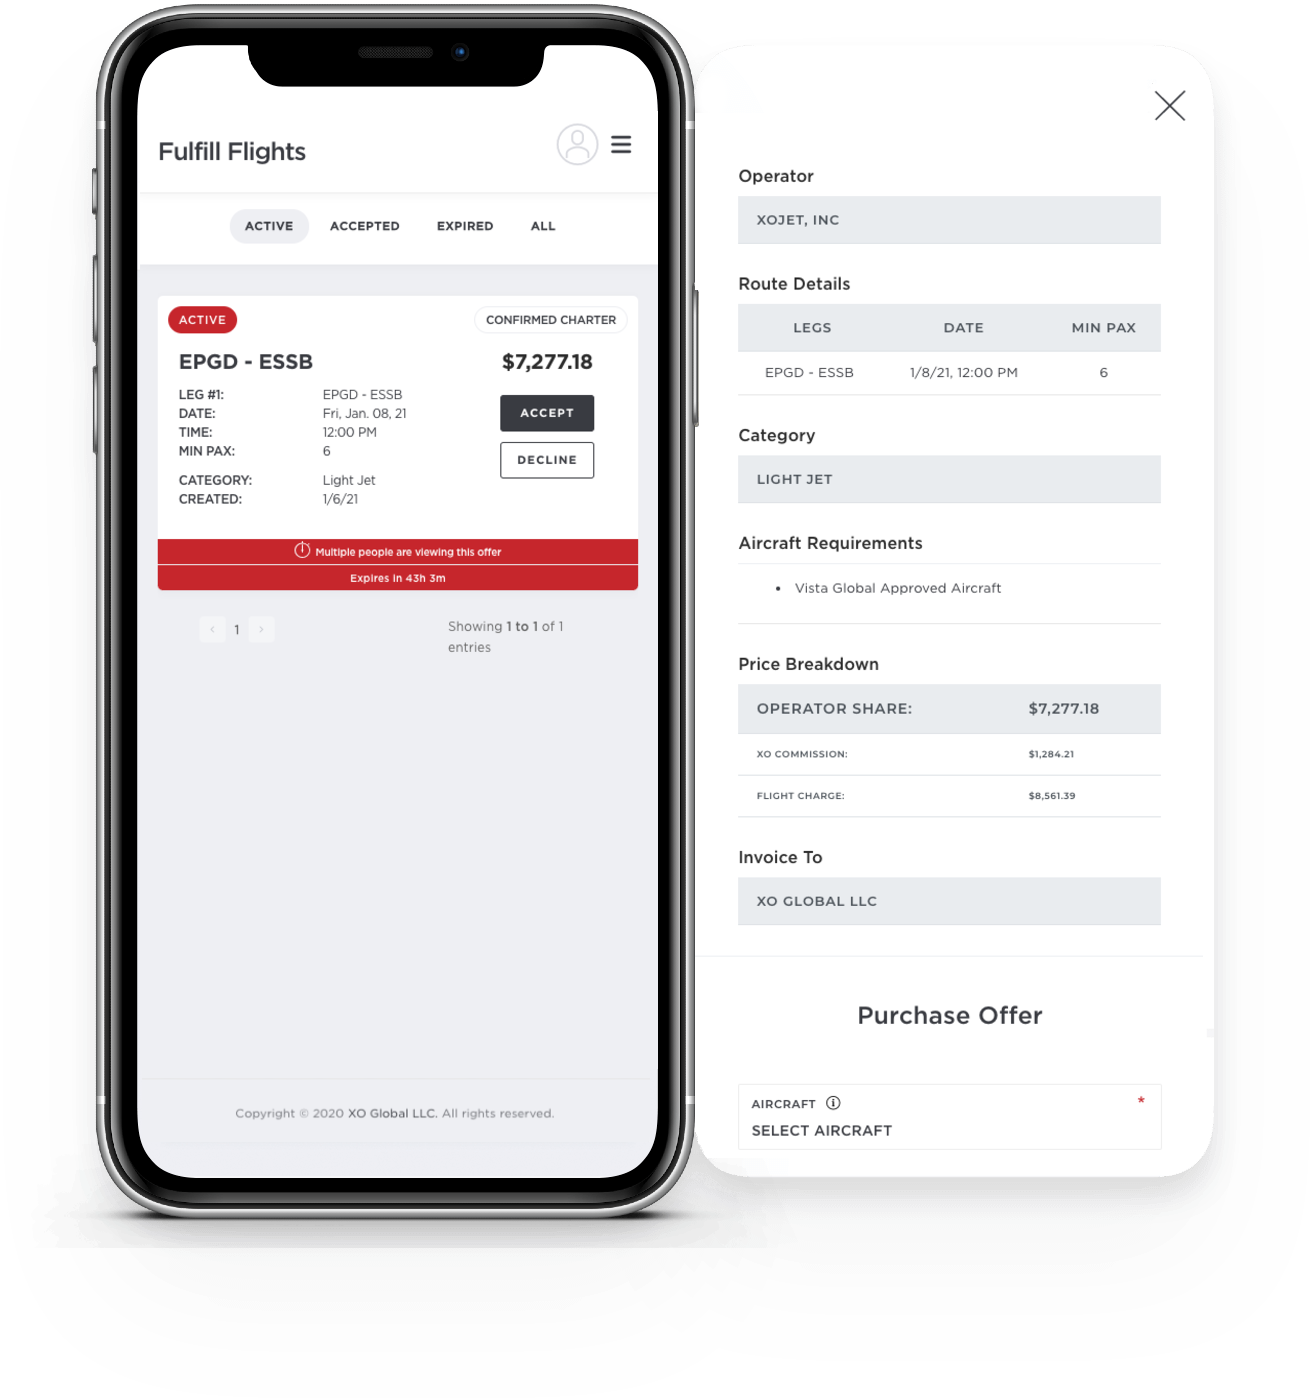 Fulfill Flights
ACTIVE ACCEPTED EXPIRED ALL
ACTIVE CONFIRMED CHARTER
EPGD - ESSB $7,277.18
LEG #1: EPGD - ESSB
DATE: Fri, Jan. 08, 21
TIME: 12:00 PM
MIN PAX: 6
ACCEPT
DECLINE
CATEGORY: Light Jet
CREATED: 1/6/21
Multiple people are viewing this offer
Expires in 43h 3m
‹ 1 ›
Showing 1 to 1 of 1
entries
Copyright © 2020 XO Global LLC. All rights reserved.
Operator
XOJET, INC
Route Details
LEGS DATE MIN PAX
EPGD - ESSB 1/8/21, 12:00 PM 6
Category
LIGHT JET
Aircraft Requirements
• Vista Global Approved Aircraft
Price Breakdown
OPERATOR SHARE: $7,277.18
XO COMMISSION: $1,284.21
FLIGHT CHARGE: $8,561.39
Invoice To
XO GLOBAL LLC
Purchase Offer
AIRCRAFT *
SELECT AIRCRAFT